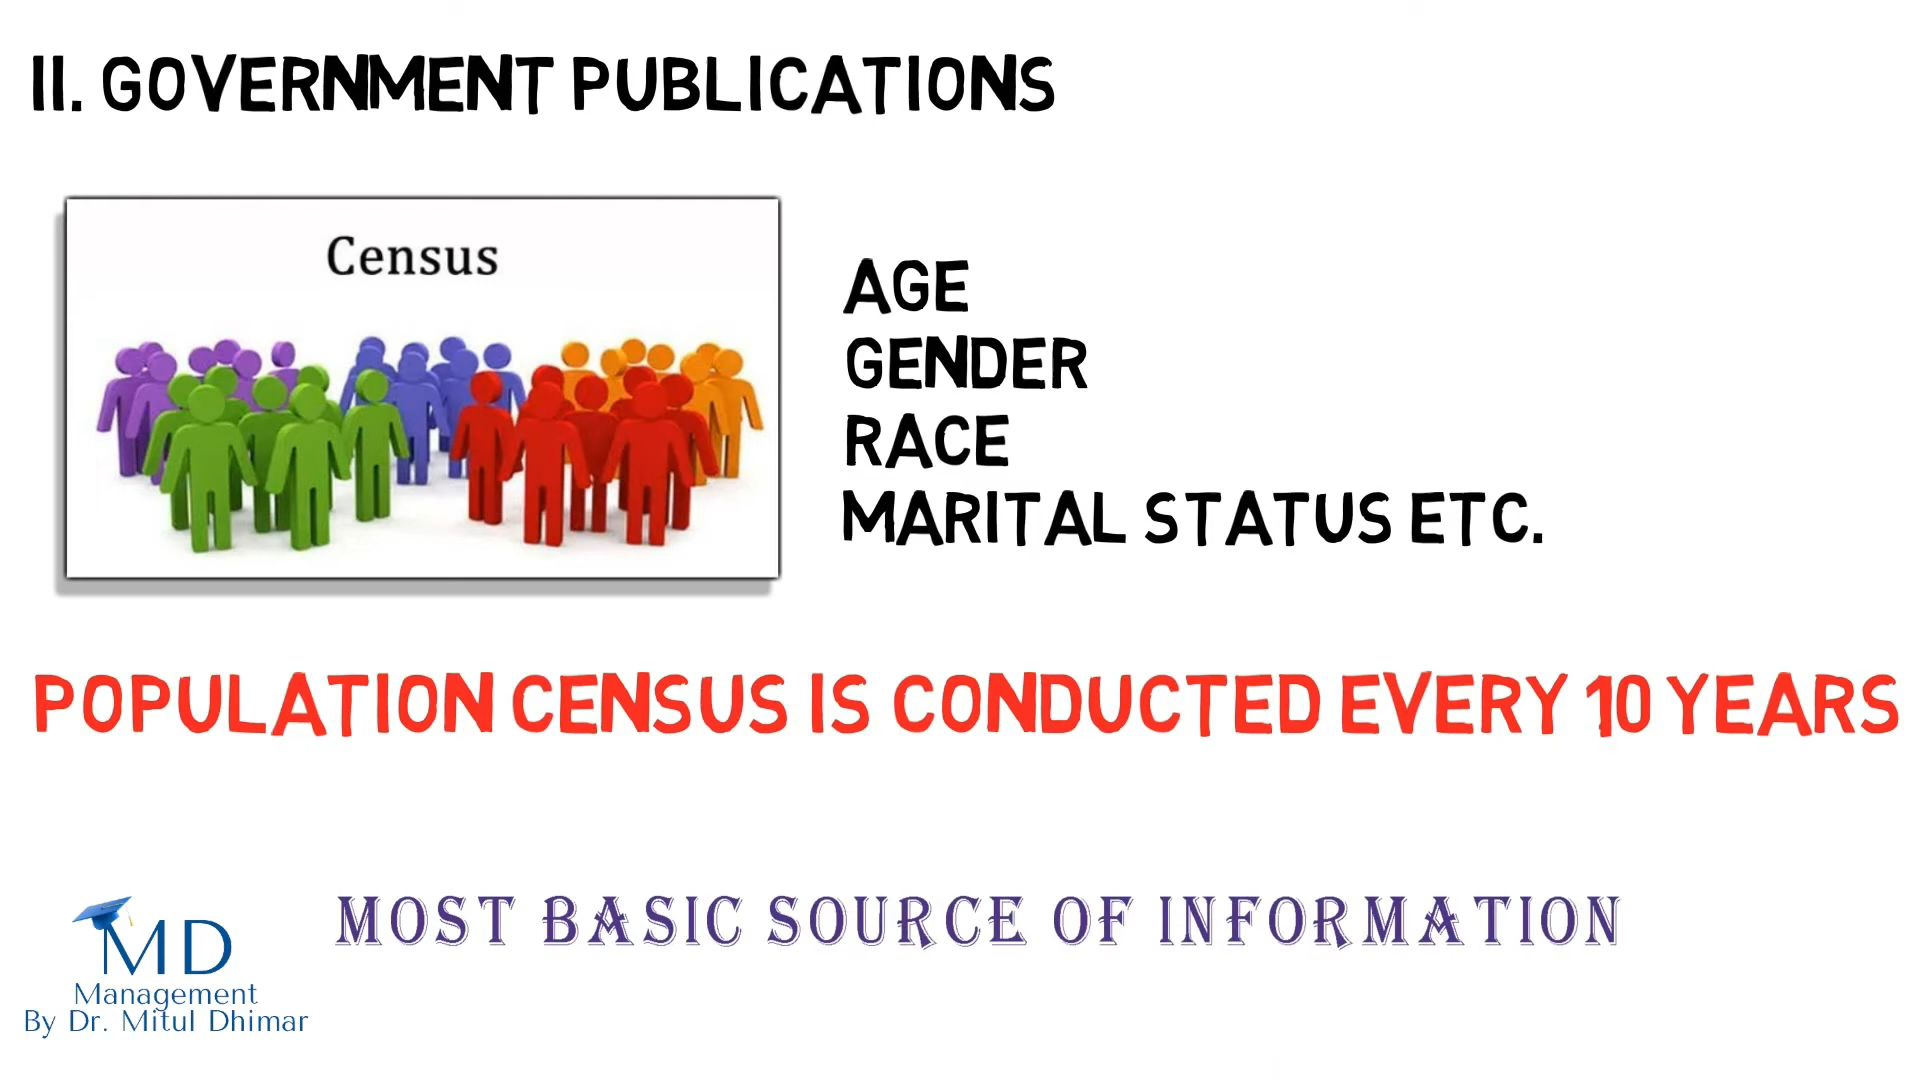 II. GOVERNMENT PUBLICATIONS
Census
AGE
GENDER
RACE
MARITAL STATUS ETC.
POPULATION CENSUS IS CONDUCTED EVERY 10 YEARS
MOST BASIC SOURCE OF INFORMATION
MD
Management
By Dr. Mitul Dhimar